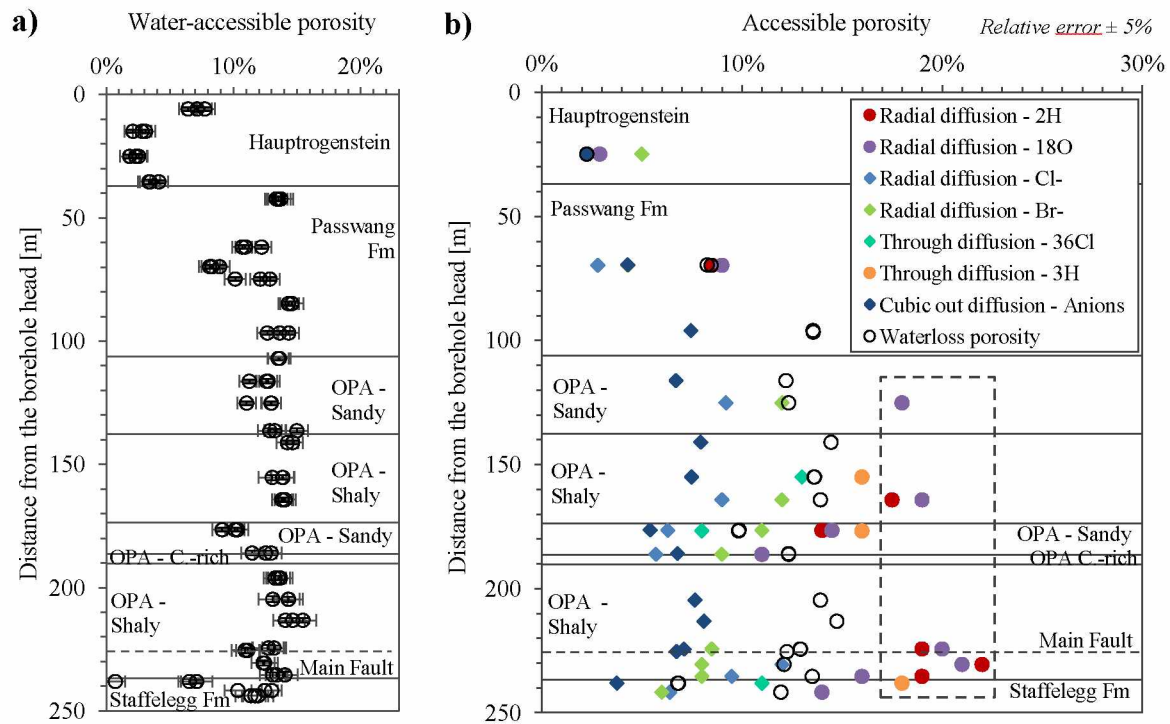 a)
Water-accessible porosity
0% 10% 20%
Distance from the borehole head [m]
0
50
100
150
200
250
Hauptrogenstein
Passwang
Fm
OPA -
Sandy
OPA -
Shaly
OPA - Sandy
OPA - C.-rich
OPA -
Shaly
Main Fault
Staffelegg Fm
b)
Accessible porosity
Relative error ± 5%
0% 10% 20% 30%
Distance from the borehole head [m]
0
50
100
150
200
250
Hauptrogenstein
Passwang Fm
OPA -
Sandy
OPA -
Shaly
OPA - Sandy
OPA C.-rich
OPA -
Shaly
Main Fault
Staffelegg Fm
Radial diffusion - 2H
Radial diffusion - 18O
Radial diffusion - Cl-
Radial diffusion - Br-
Through diffusion - 36Cl
Through diffusion - 3H
Cubic out diffusion - Anions
Waterloss porosity